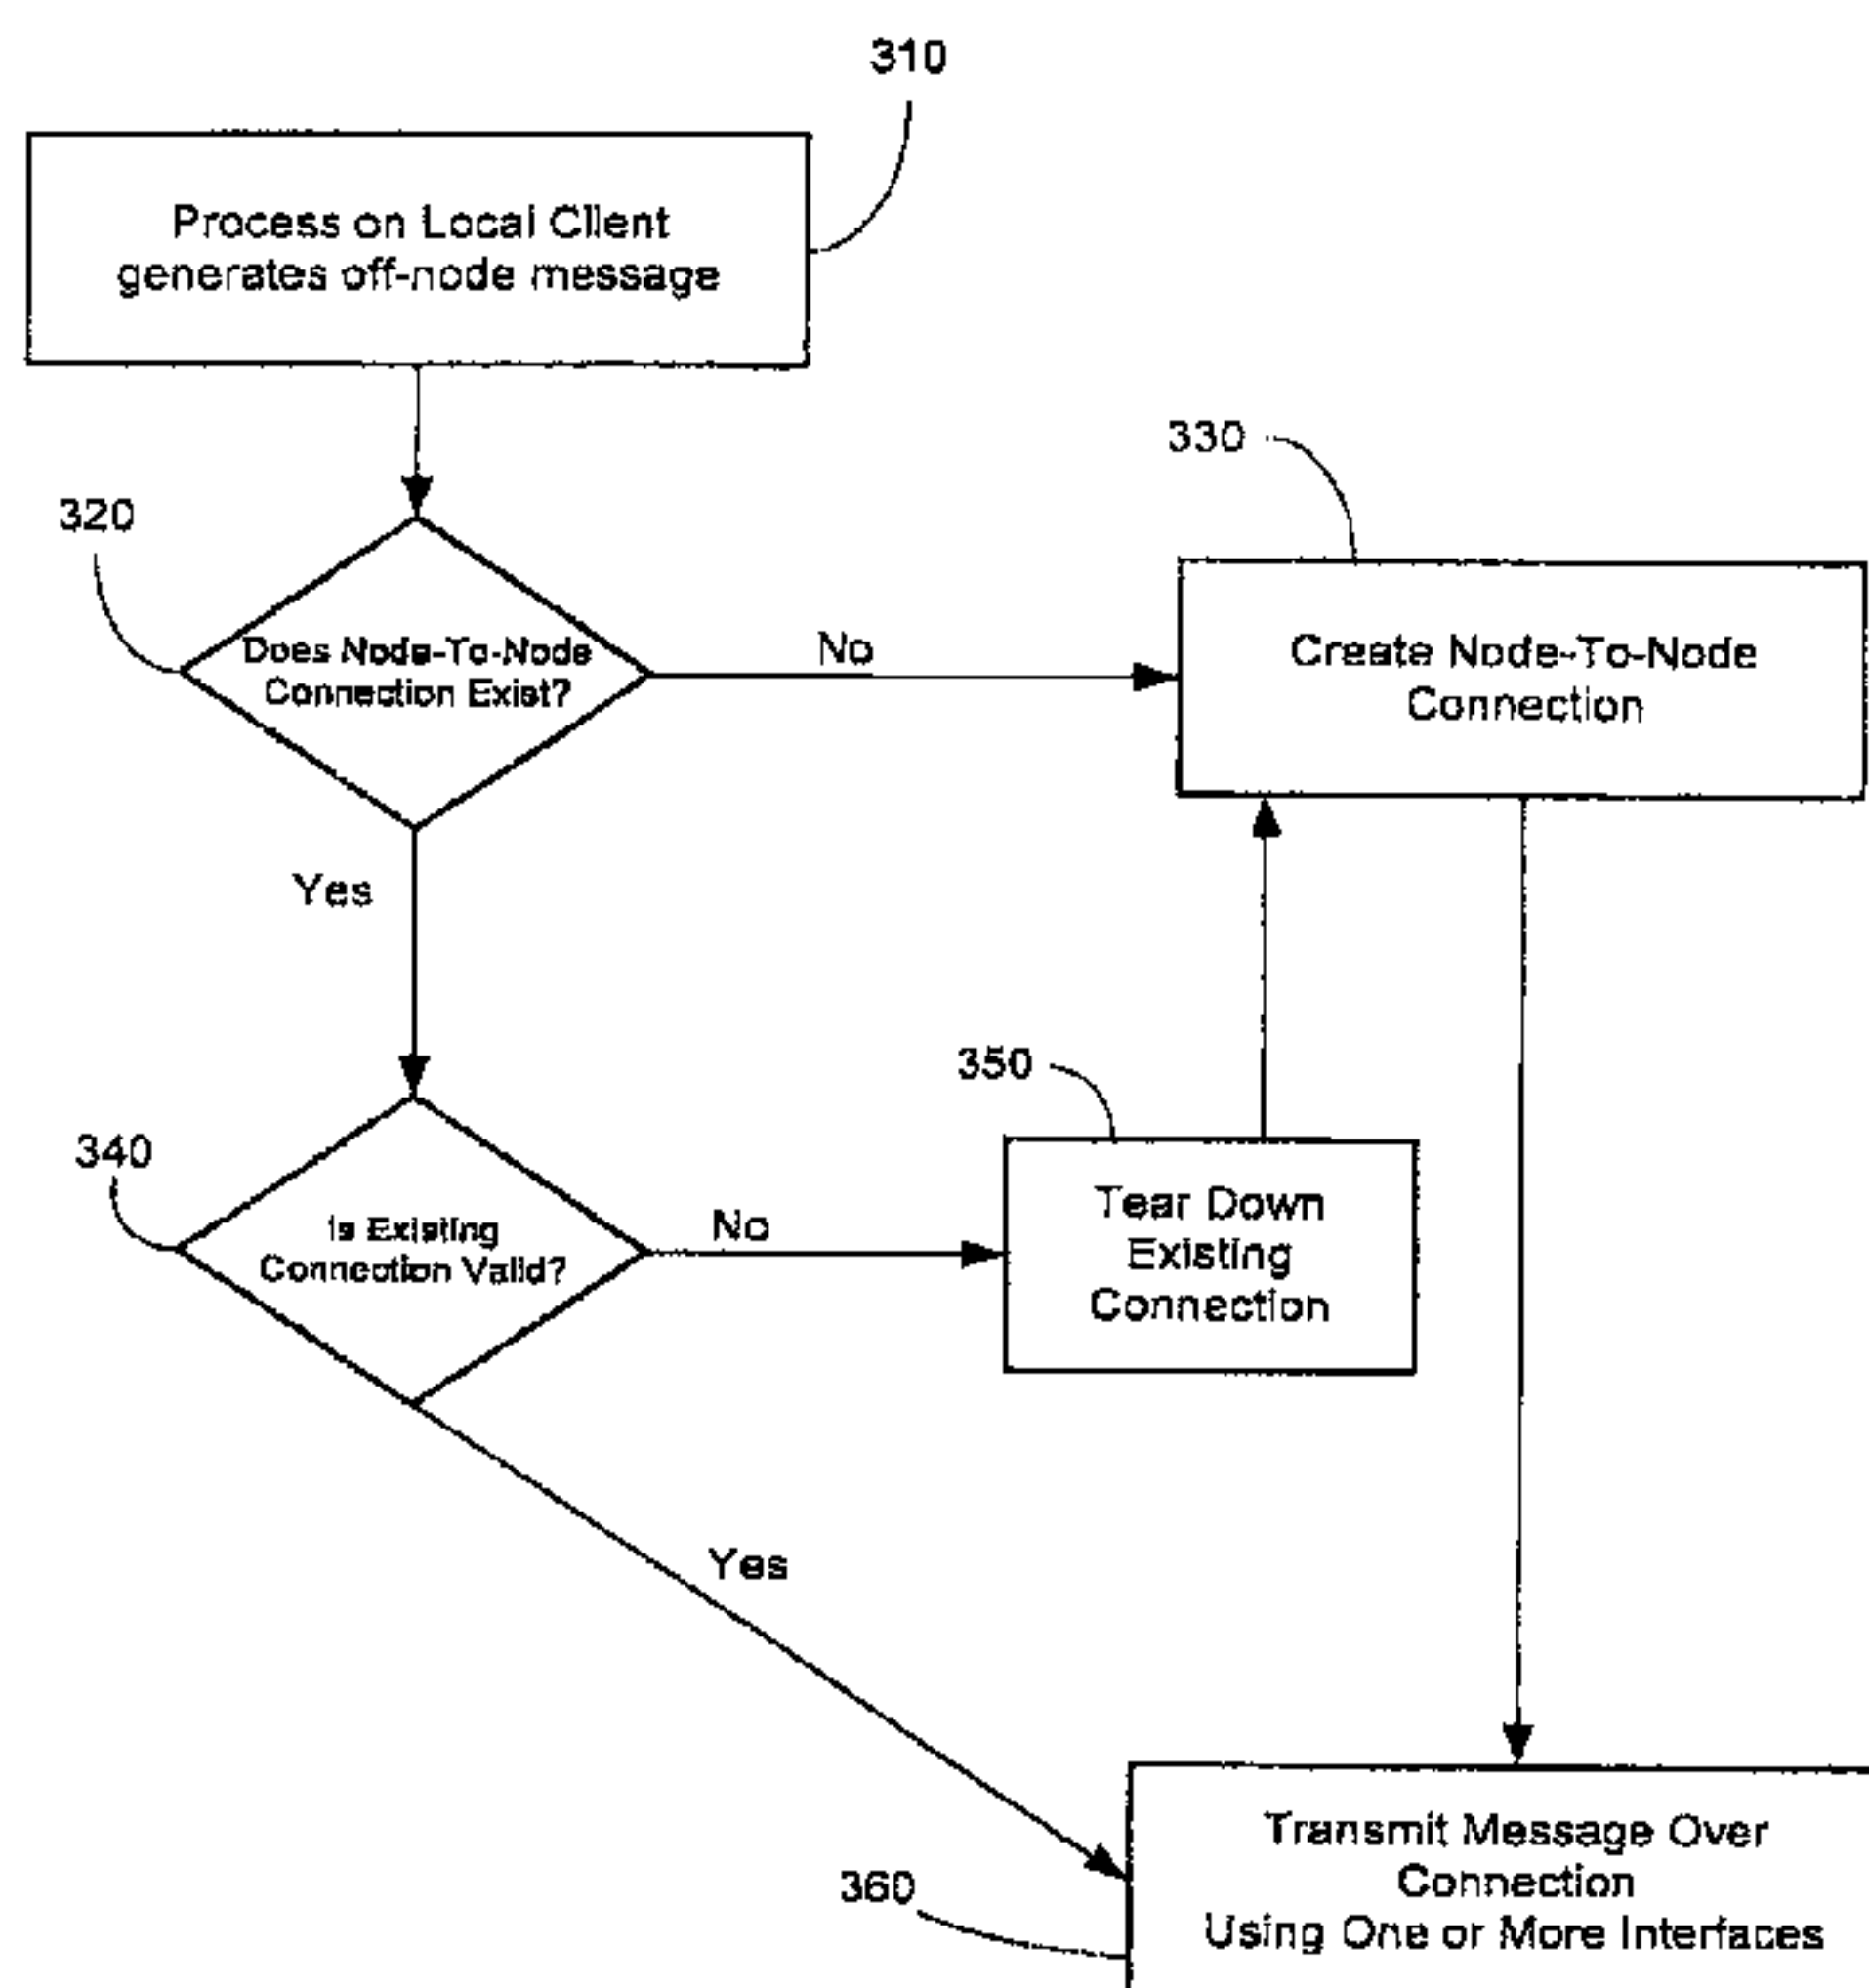 310
Process on Local Client
generates off-node message
330
320
Does Node-To-Node
Connection Exist?
No
Create Node-To-Node
Connection
Yes
350
340
Is Existing
Connection Valid?
No
Tear Down
Existing
Connection
Yes
360
Transmit Message Over
Connection
Using One or More Interfaces